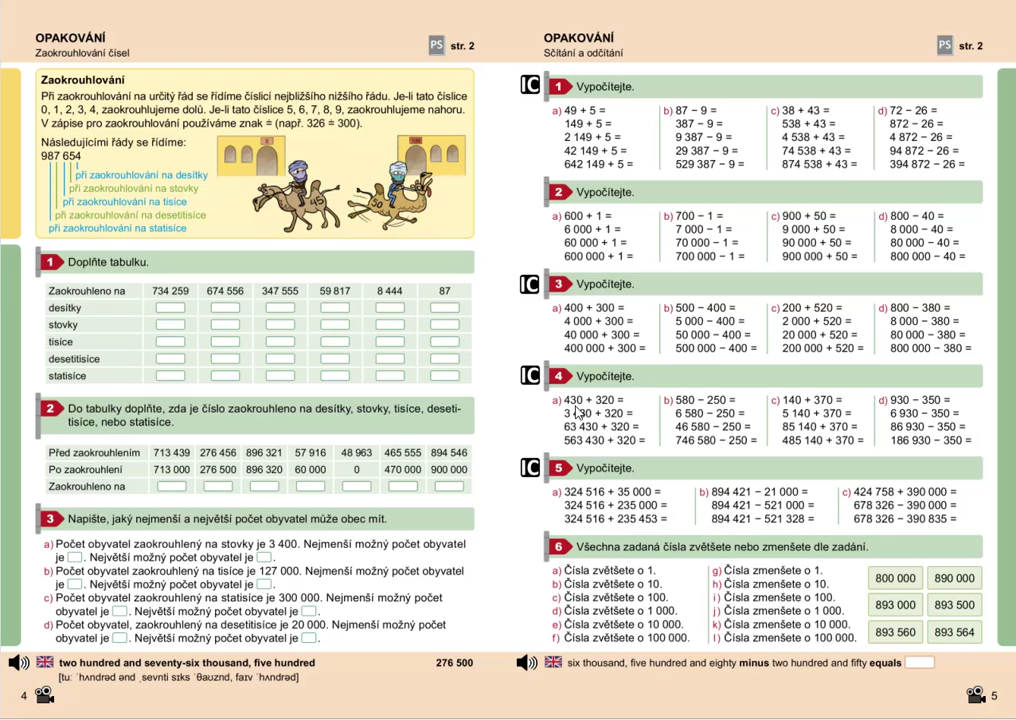 OPAKOVÁNÍ
Zaokrouhlování čísel
PS str. 2
Zaokrouhlování
Při zaokrouhlování na určitý řád se řídíme číslicí nejbližšího nižšího řádu. Je-li tato číslice
0, 1, 2, 3, 4, zaokrouhlujeme dolů. Je-li tato číslice 5, 6, 7, 8, 9, zaokrouhlujeme nahoru.
V zápise pro zaokrouhlování používáme znak ≐ (např. 326 ≐ 300).
Následujícími řády se řídíme:
987 654
při zaokrouhlování na desítky
při zaokrouhlování na stovky
při zaokrouhlování na tisíce
při zaokrouhlování na desetitisíce
při zaokrouhlování na statisíce
45
50
1 Doplňte tabulku.
Zaokrouhleno na 734 259 674 556 347 555 59 817 8 444 87
desítky
stovky
tisíce
desetitisíce
statisíce
2 Do tabulky doplňte, zda je číslo zaokrouhleno na desítky, stovky, tisíce, deseti-
tisíce, nebo statisíce.
Před zaokrouhlením 713 439 276 456 896 321 57 916 48 963 465 555 894 546
Po zaokrouhlení 713 000 276 500 896 320 60 000 0 470 000 900 000
Zaokrouhleno na
3 Napište, jaký nejmenší a největší počet obyvatel může obec mít.
a) Počet obyvatel zaokrouhlený na stovky je 3 400. Nejmenší možný počet obyvatel
je . Největší možný počet obyvatel je .
b) Počet obyvatel zaokrouhlený na tisíce je 127 000. Nejmenší možný počet obyvatel
je . Největší možný počet obyvatel je .
c) Počet obyvatel zaokrouhlený na statisíce je 300 000. Nejmenší možný počet
obyvatel je . Největší možný počet obyvatel je .
d) Počet obyvatel, zaokrouhlený na desetitisíce je 20 000. Nejmenší možný počet
obyvatel je . Největší možný počet obyvatel je .
two hundred and seventy-six thousand, five hundred 276 500
[tuː ˈhʌndrəd ənd ˌsevnti sɪks ˈθaʊznd, faɪv ˈhʌndrəd]
4
OPAKOVÁNÍ
Sčítání a odčítání
PS str. 2
IC 1 Vypočítejte.
a) 49 + 5 = b) 87 − 9 = c) 38 + 43 = d) 72 − 26 =
149 + 5 = 387 − 9 = 538 + 43 = 872 − 26 =
2 149 + 5 = 9 387 − 9 = 4 538 + 43 = 4 872 − 26 =
42 149 + 5 = 29 387 − 9 = 74 538 + 43 = 94 872 − 26 =
642 149 + 5 = 529 387 − 9 = 874 538 + 43 = 394 872 − 26 =
2 Vypočítejte.
a) 600 + 1 = b) 700 − 1 = c) 900 + 50 = d) 800 − 40 =
6 000 + 1 = 7 000 − 1 = 9 000 + 50 = 8 000 − 40 =
60 000 + 1 = 70 000 − 1 = 90 000 + 50 = 80 000 − 40 =
600 000 + 1 = 700 000 − 1 = 900 000 + 50 = 800 000 − 40 =
IC 3 Vypočítejte.
a) 400 + 300 = b) 500 − 400 = c) 200 + 520 = d) 800 − 380 =
4 000 + 300 = 5 000 − 400 = 2 000 + 520 = 8 000 − 380 =
40 000 + 300 = 50 000 − 400 = 20 000 + 520 = 80 000 − 380 =
400 000 + 300 = 500 000 − 400 = 200 000 + 520 = 800 000 − 380 =
IC 4 Vypočítejte.
a) 430 + 320 = b) 580 − 250 = c) 140 + 370 = d) 930 − 350 =
3 430 + 320 = 6 580 − 250 = 5 140 + 370 = 6 930 − 350 =
63 430 + 320 = 46 580 − 250 = 85 140 + 370 = 86 930 − 350 =
563 430 + 320 = 746 580 − 250 = 485 140 + 370 = 186 930 − 350 =
IC 5 Vypočítejte.
a) 324 516 + 35 000 = b) 894 421 − 21 000 = c) 424 758 + 390 000 =
324 516 + 235 000 = 894 421 − 521 000 = 678 326 − 390 000 =
324 516 + 235 453 = 894 421 − 521 328 = 678 326 − 390 835 =
6 Všechna zadaná čísla zvětšete nebo zmenšete dle zadání.
a) Čísla zvětšete o 1. g) Čísla zmenšete o 1. 800 000 890 000
b) Čísla zvětšete o 10. h) Čísla zmenšete o 10.
c) Čísla zvětšete o 100. i) Čísla zmenšete o 100. 893 000 893 500
d) Čísla zvětšete o 1 000. j) Čísla zmenšete o 1 000.
e) Čísla zvětšete o 10 000. k) Čísla zmenšete o 10 000. 893 560 893 564
f) Čísla zvětšete o 100 000. l) Čísla zmenšete o 100 000.
six thousand, five hundred and eighty minus two hundred and fifty equals
5